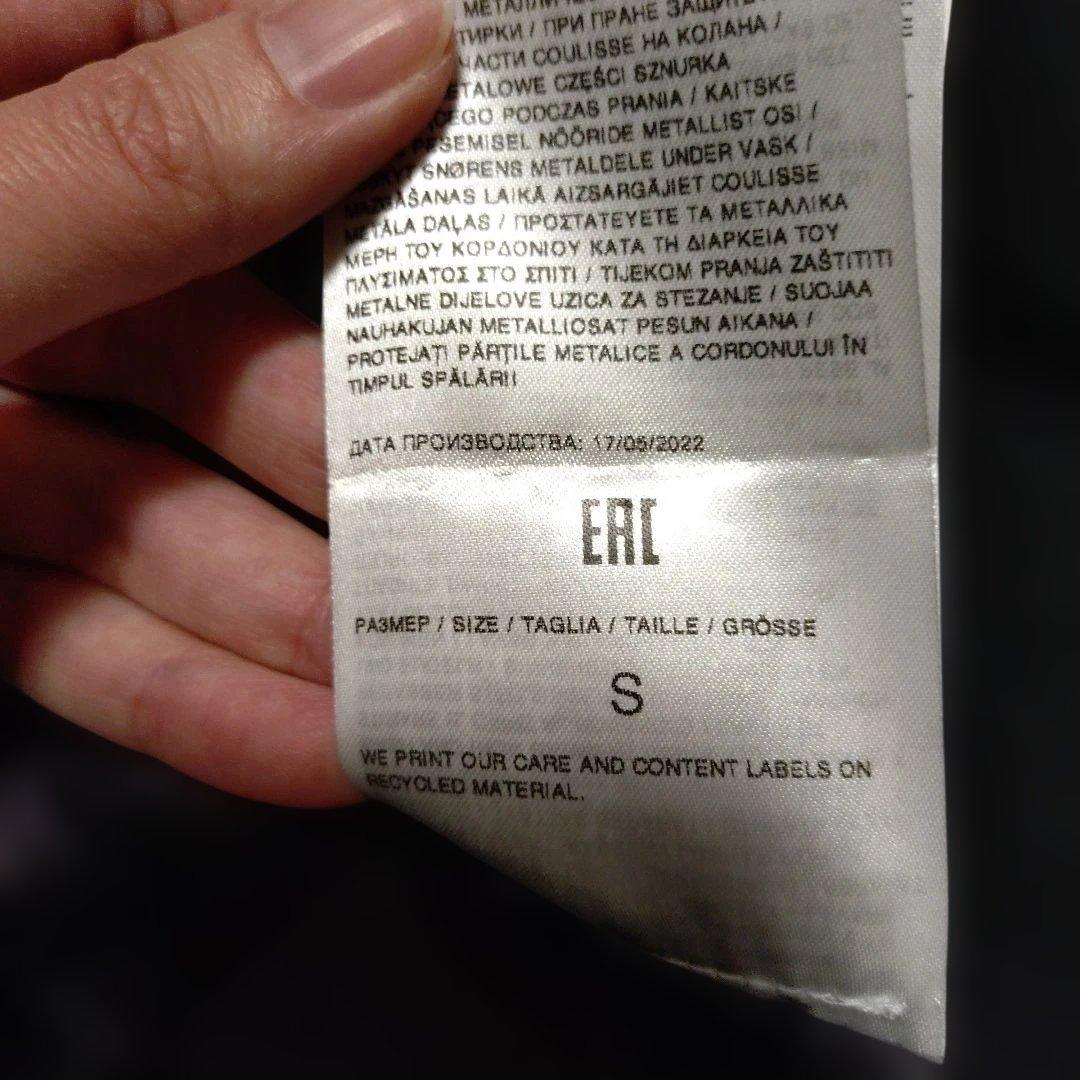 МЕТАЛЛИЧЕС
ТИРКИ / ПРИ ПРАНЕ ЗАЩИТЕ
ЧАСТИ COULISSE НА КОЛАНА /
ETALOWE CZĘŚCI SZNURKA
CEGO PODCZAS PRANIA / KAITSKE
PESEMISEL NÖÖRIDE METALLIST OSI /
SNØRENS METALDELE UNDER VASK /
MAZGĀŠANAS LAIKĀ AIZSARGĀJIET COULISSE
METĀLA DAĻAS / ΠΡΟΣΤΑΤΕΥΕΤΕ ΤΑ ΜΕΤΑΛΛΙΚΑ
ΜΕΡΗ ΤΟΥ ΚΟΡΔΟΝΙΟΥ ΚΑΤΑ ΤΗ ΔΙΑΡΚΕΙΑ ΤΟΥ
ΠΛΥΣΙΜΑΤΟΣ ΣΤΟ ΣΠΙΤΙ / TIJEKOM PRANJA ZAŠTITITI
METALNE DIJELOVE UZICA ZA STEZANJE / SUOJAA
NAUHAKUJAN METALLIOSAT PESUN AIKANA /
PROTEJAȚI PĂRȚILE METALICE A CORDONULUI ÎN
TIMPUL SPĂLĂRII
ДАТА ПРОИЗВОДСТВА: 17/05/2022
EAC
РАЗМЕР / SIZE / TAGLIA / TAILLE / GRÖSSE
S
WE PRINT OUR CARE AND CONTENT LABELS ON
RECYCLED MATERIAL.